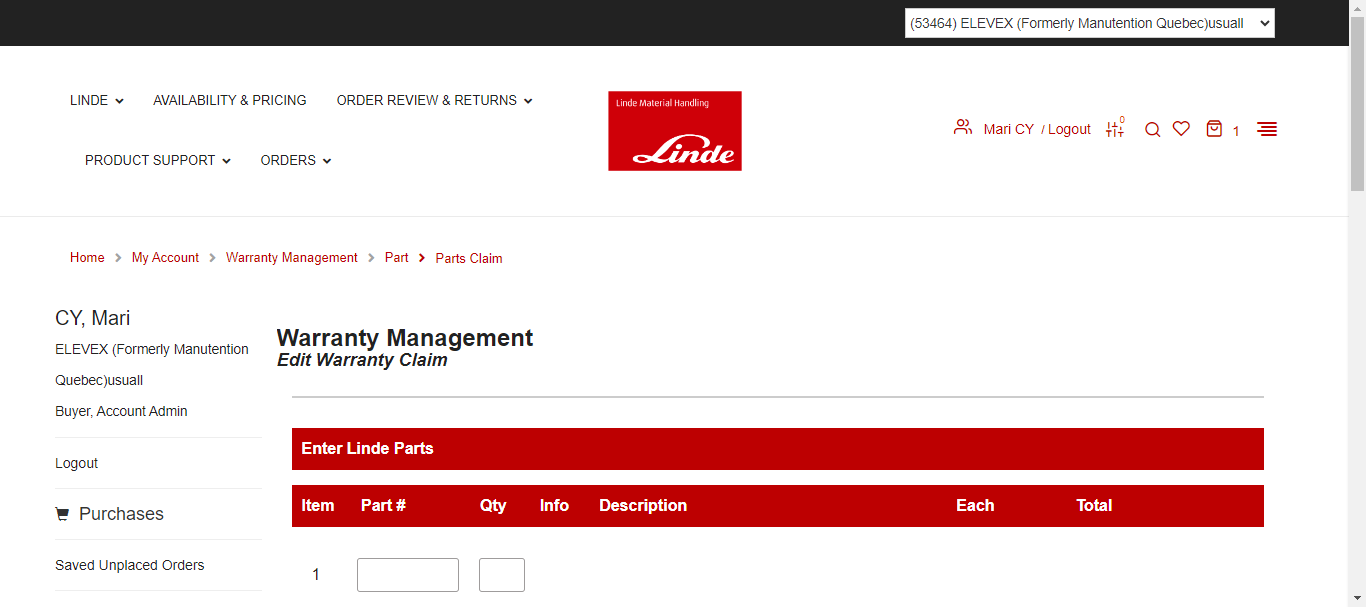 (53464) ELEVEX (Formerly Manutention Quebec)usuall
LINDE
AVAILABILITY & PRICING
ORDER REVIEW & RETURNS
PRODUCT SUPPORT
ORDERS
Linde Material Handling
Linde
Mari CY / Logout
0
1
Home
My Account
Warranty Management
Part
Parts Claim
CY, Mari
ELEVEX (Formerly Manutention
Quebec)usuall
Buyer, Account Admin
Logout
Purchases
Saved Unplaced Orders
Warranty Management
Edit Warranty Claim
Enter Linde Parts
Item Part # Qty Info Description Each Total
1